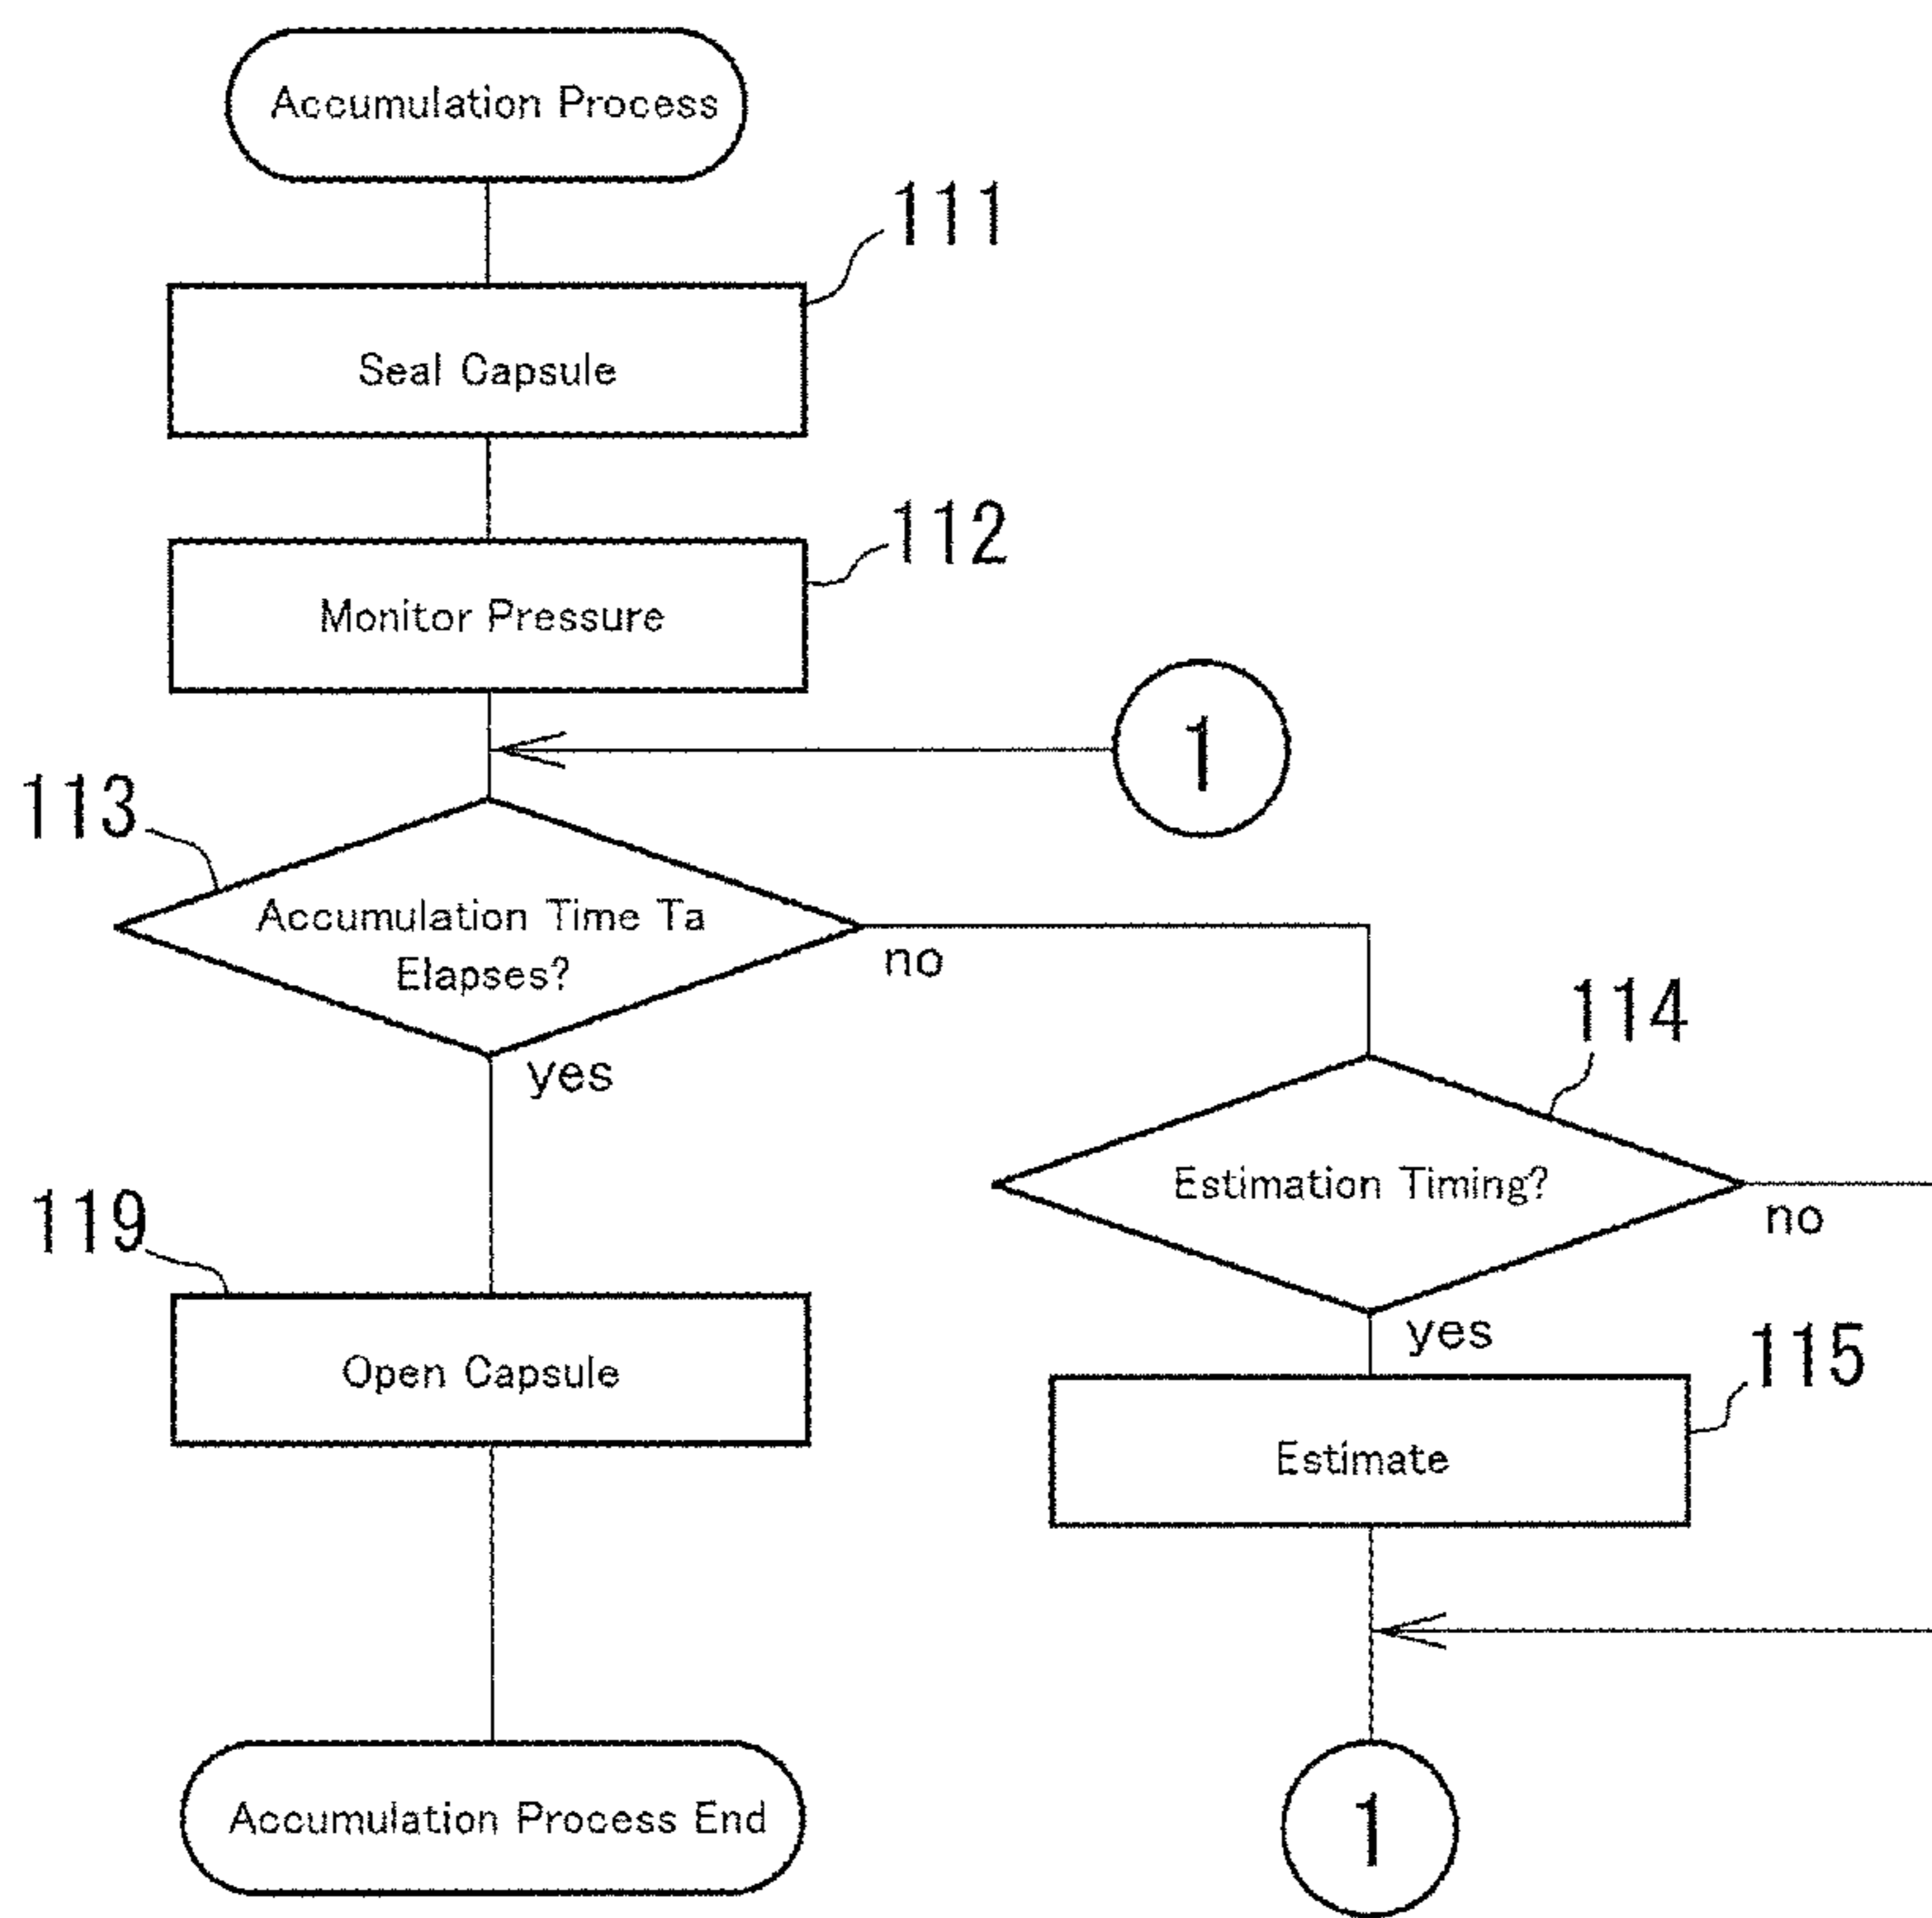 Accumulation Process
111
Seal Capsule
112
Monitor Pressure
1
113
Accumulation Time Ta
Elapses?
no
yes
114
Estimation Timing?
no
yes
119
Open Capsule
115
Estimate
Accumulation Process End
1